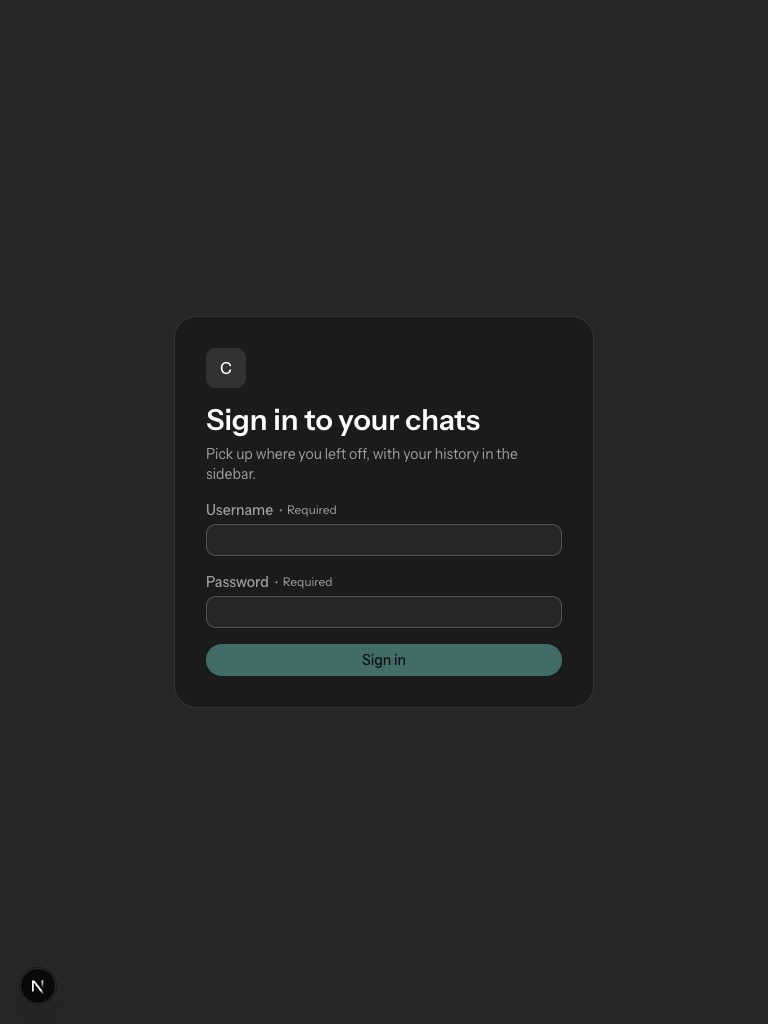 C
Sign in to your chats
Pick up where you left off, with your history in the
sidebar.
Username • Required
Password • Required
Sign in
N